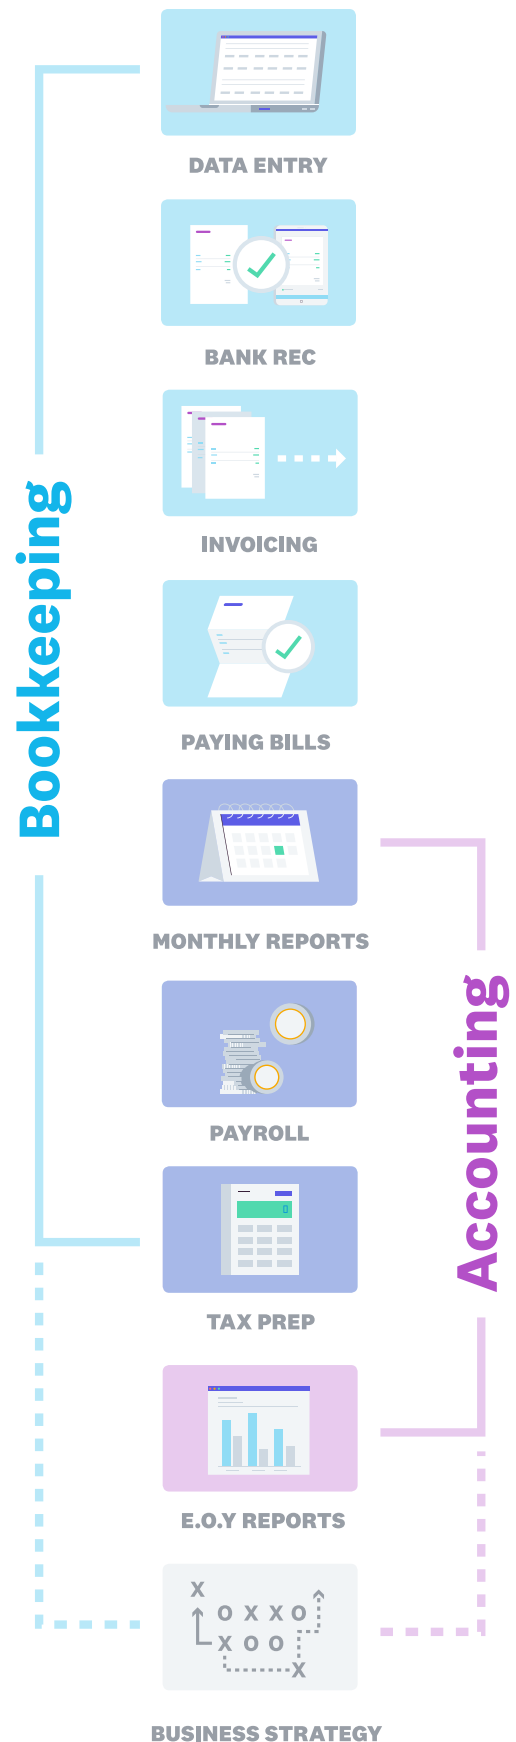 DATA ENTRY
BANK REC
INVOICING
Bookkeeping
PAYING BILLS
MONTHLY REPORTS
PAYROLL
Accounting
TAX PREP
E.O.Y REPORTS
X
O X X O
X O O
X
BUSINESS STRATEGY